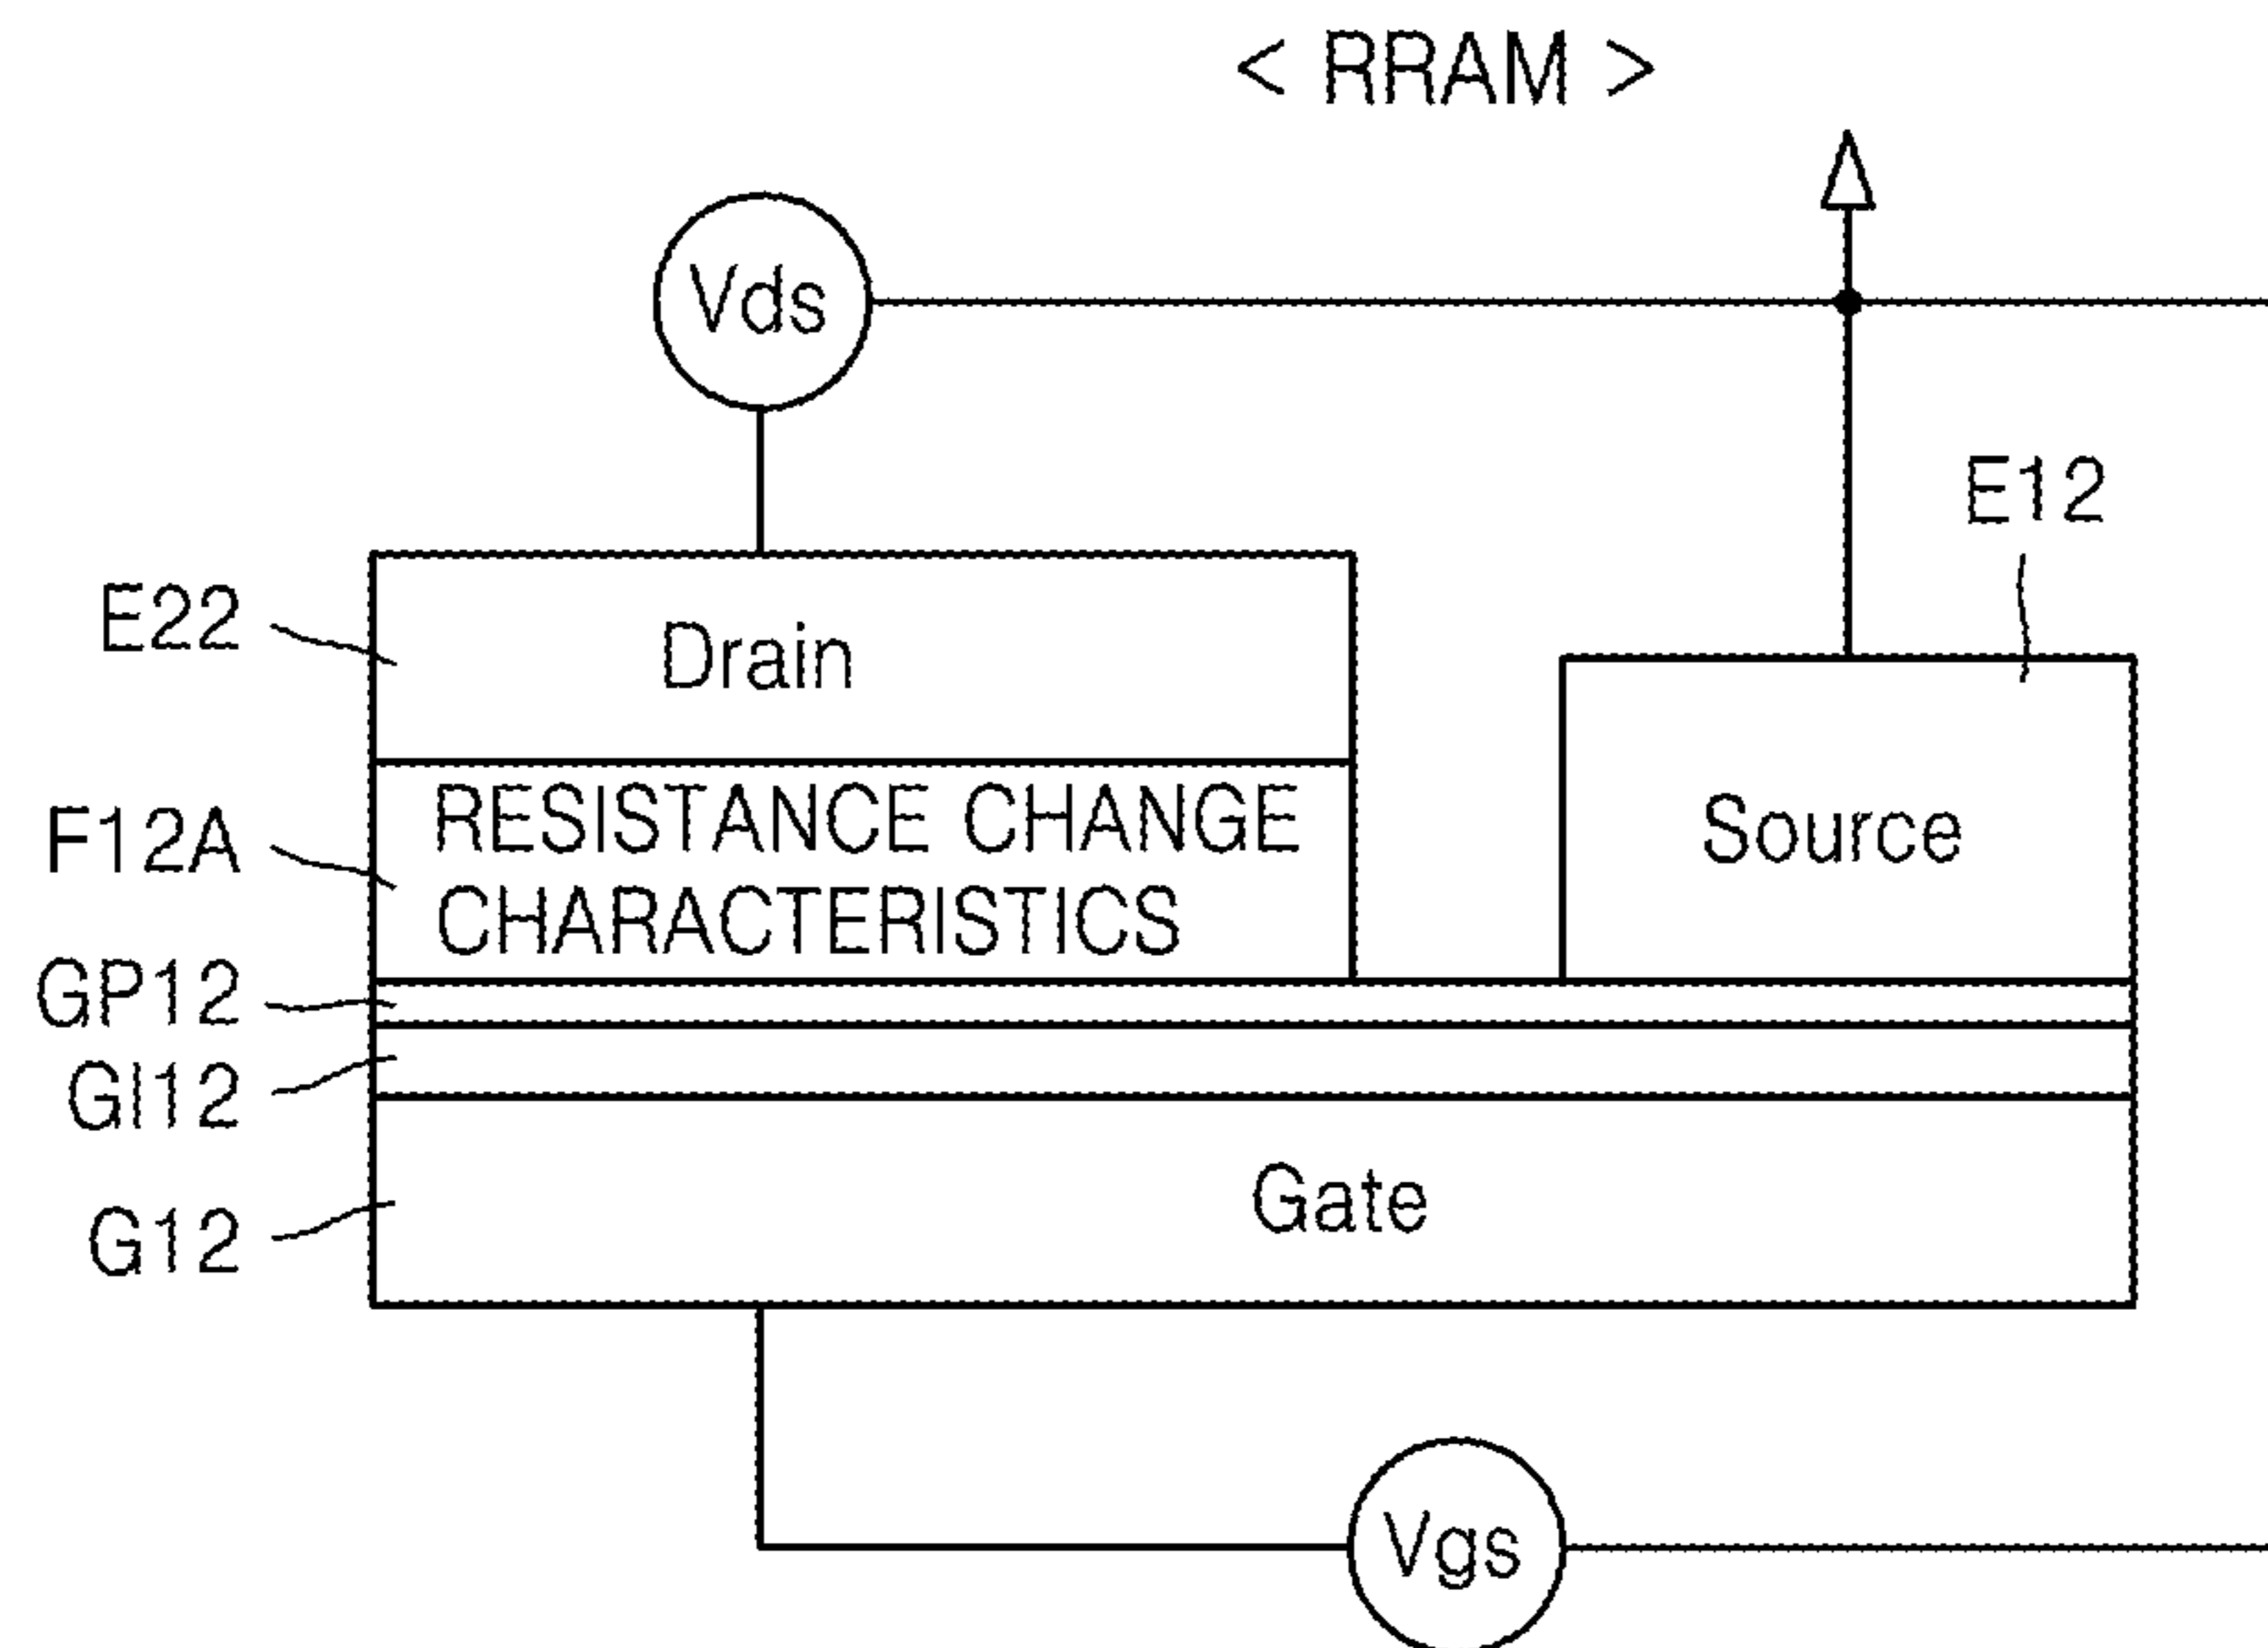 < RRAM >
Vds
E12
E22
Drain
F12A
RESISTANCE CHANGE
CHARACTERISTICS
Source
GP12
GI12
G12
Gate
Vgs